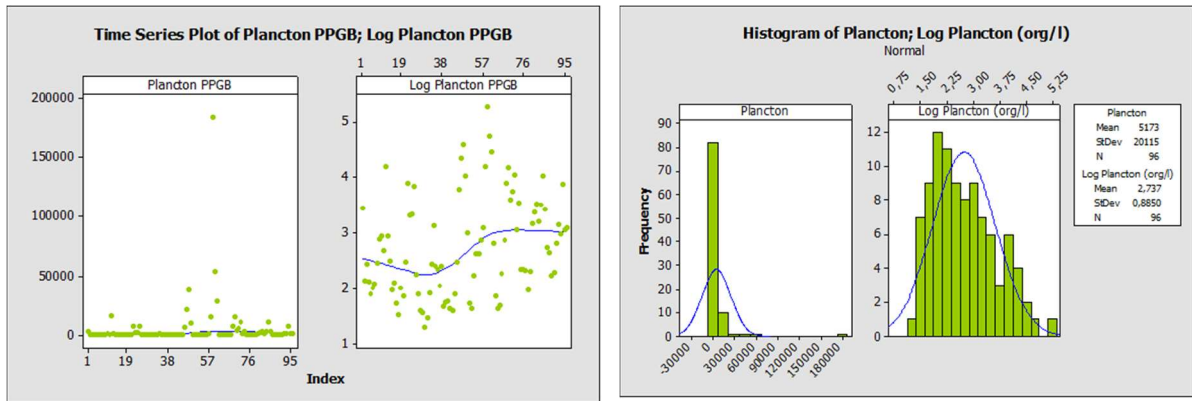 Time Series Plot of Plancton PPGB; Log Plancton PPGB
1 19 38 57 76 95
Plancton PPGB Log Plancton PPGB
200000
150000
100000
50000
0
5
4
3
2
1
1 19 38 57 76 95
Index
Histogram of Plancton; Log Plancton (org/l)
Normal
0,75 1,50 2,25 3,00 3,75 4,50 5,25
Plancton Log Plancton (org/l)
Frequency
90
80
70
60
50
40
30
20
10
0
12
10
8
6
4
2
0
-30000 0 30000 60000 90000 120000 150000 180000
Plancton
Mean 5173
StDev 20115
N 96
Log Plancton (org/l)
Mean 2,737
StDev 0,8850
N 96